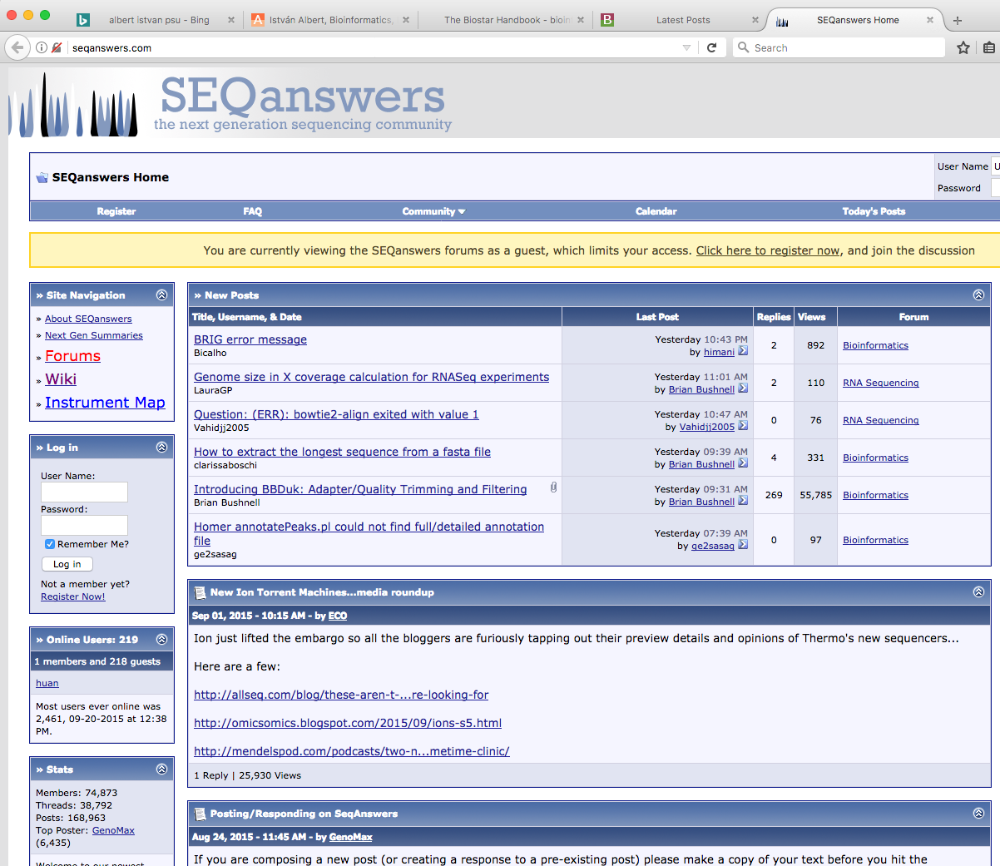 albert istvan psu - Bing
István Albert, Bioinformatics,
The Biostar Handbook - bioin
Latest Posts
SEQanswers Home
seqanswers.com
Search
SEQanswers
the next generation sequencing community
SEQanswers Home
User Name
Password
Register FAQ Community Calendar Today's Posts
You are currently viewing the SEQanswers forums as a guest, which limits your access. Click here to register now, and join the discussion
» Site Navigation
» About SEQanswers
» Next Gen Summaries
» Forums
» Wiki
» Instrument Map
» Log in
User Name:
Password:
Remember Me?
Log in
Not a member yet?
Register Now!
» Online Users: 219
1 members and 218 guests
huan
Most users ever online was
2,461, 09-20-2015 at 12:38
PM.
» Stats
Members: 74,873
Threads: 38,792
Posts: 168,963
Top Poster: GenoMax
(6,435)
Welcome to our newest
» New Posts
Title, Username, & Date Last Post Replies Views Forum
BRIG error message
Bicalho
Yesterday 10:43 PM
by himani
2 892 Bioinformatics
Genome size in X coverage calculation for RNASeq experiments
LauraGP
Yesterday 11:01 AM
by Brian Bushnell
2 110 RNA Sequencing
Question: (ERR): bowtie2-align exited with value 1
Vahidjj2005
Yesterday 10:47 AM
by Vahidjj2005
0 76 RNA Sequencing
How to extract the longest sequence from a fasta file
clarissaboschi
Yesterday 09:39 AM
by Brian Bushnell
4 331 Bioinformatics
Introducing BBDuk: Adapter/Quality Trimming and Filtering
Brian Bushnell
Yesterday 09:31 AM
by Brian Bushnell
269 55,785 Bioinformatics
Homer annotatePeaks.pl could not find full/detailed annotation
file
ge2sasag
Yesterday 07:39 AM
by ge2sasag
0 97 Bioinformatics
New Ion Torrent Machines...media roundup
Sep 01, 2015 - 10:15 AM - by ECO
Ion just lifted the embargo so all the bloggers are furiously tapping out their preview details and opinions of Thermo's new sequencers...
Here are a few:
http://allseq.com/blog/these-aren-t-...re-looking-for
http://omicsomics.blogspot.com/2015/09/ions-s5.html
http://mendelspod.com/podcasts/two-n...metime-clinic/
1 Reply | 25,930 Views
Posting/Responding on SeqAnswers
Aug 24, 2015 - 11:45 AM - by GenoMax
If you are composing a new post (or creating a response to a pre-existing post) please make a copy of your text before you hit the